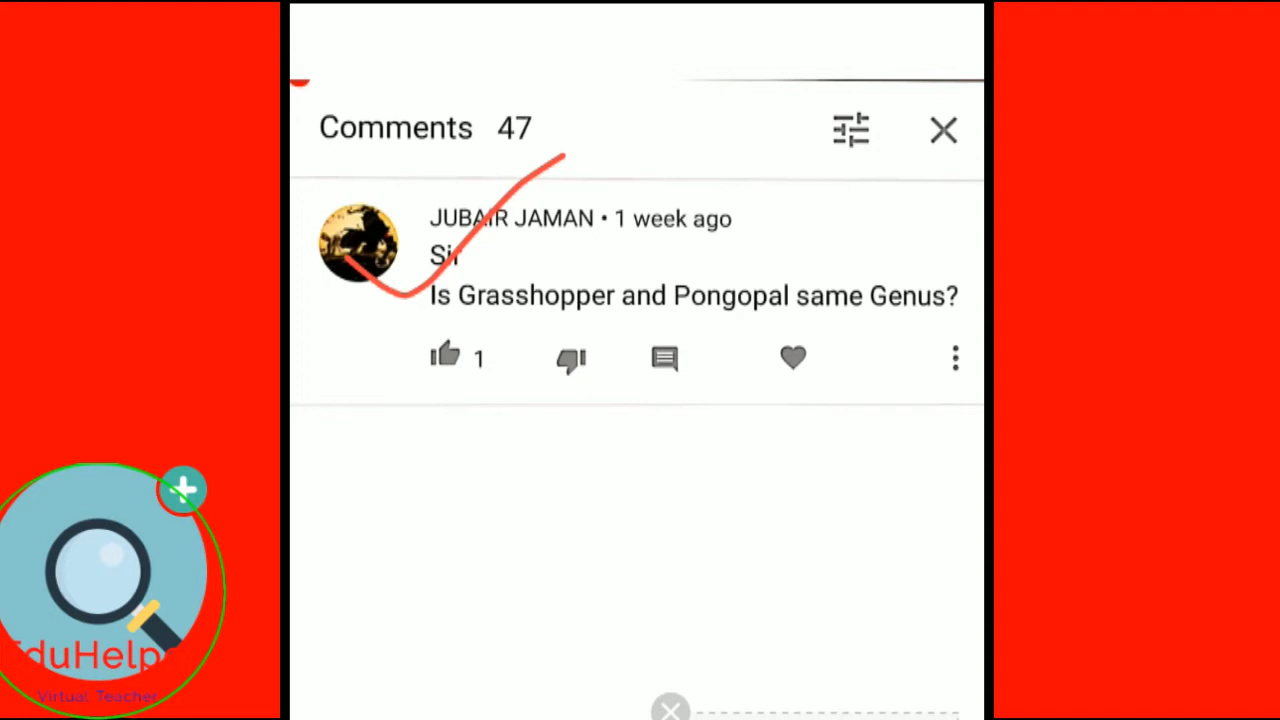 Comments 47
JUBAIR JAMAN • 1 week ago
Sir
Is Grasshopper and Pongopal same Genus?
1
EduHelp
Virtual Teacher